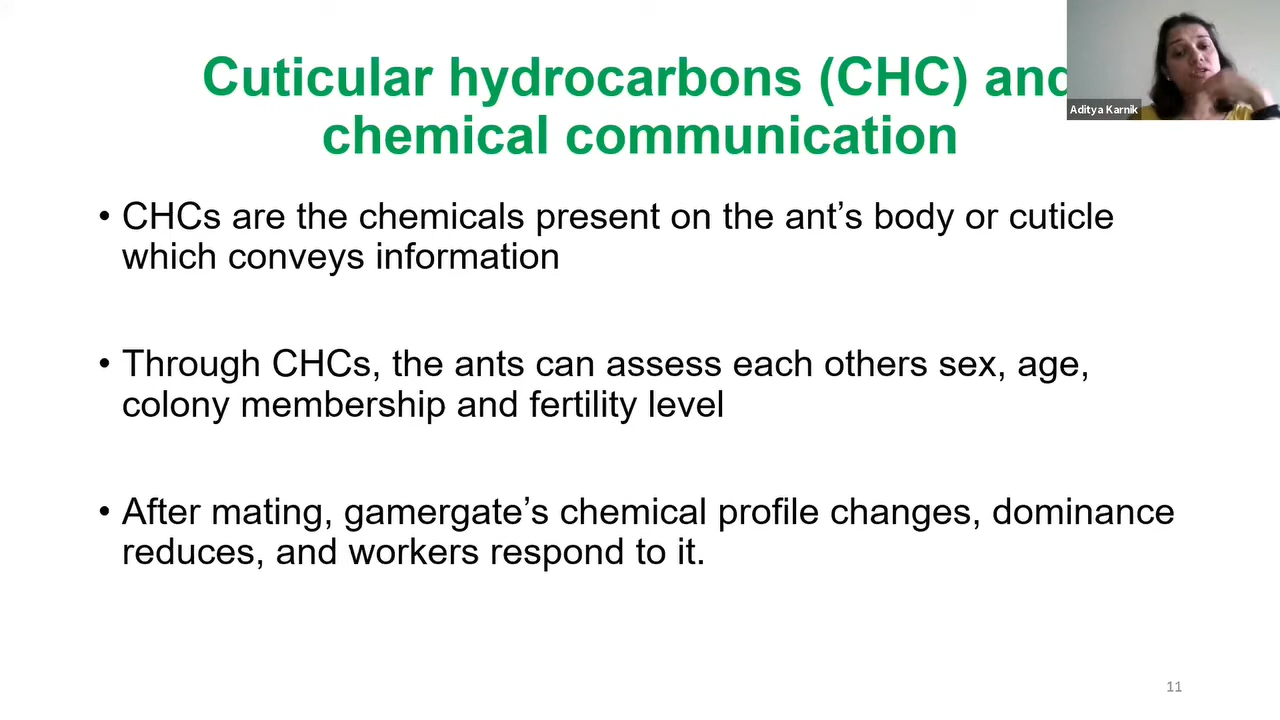 Cuticular hydrocarbons (CHC) and
chemical communication
Aditya Karnik
• CHCs are the chemicals present on the ant’s body or cuticle
which conveys information
• Through CHCs, the ants can assess each others sex, age,
colony membership and fertility level
• After mating, gamergate’s chemical profile changes, dominance
reduces, and workers respond to it.
11